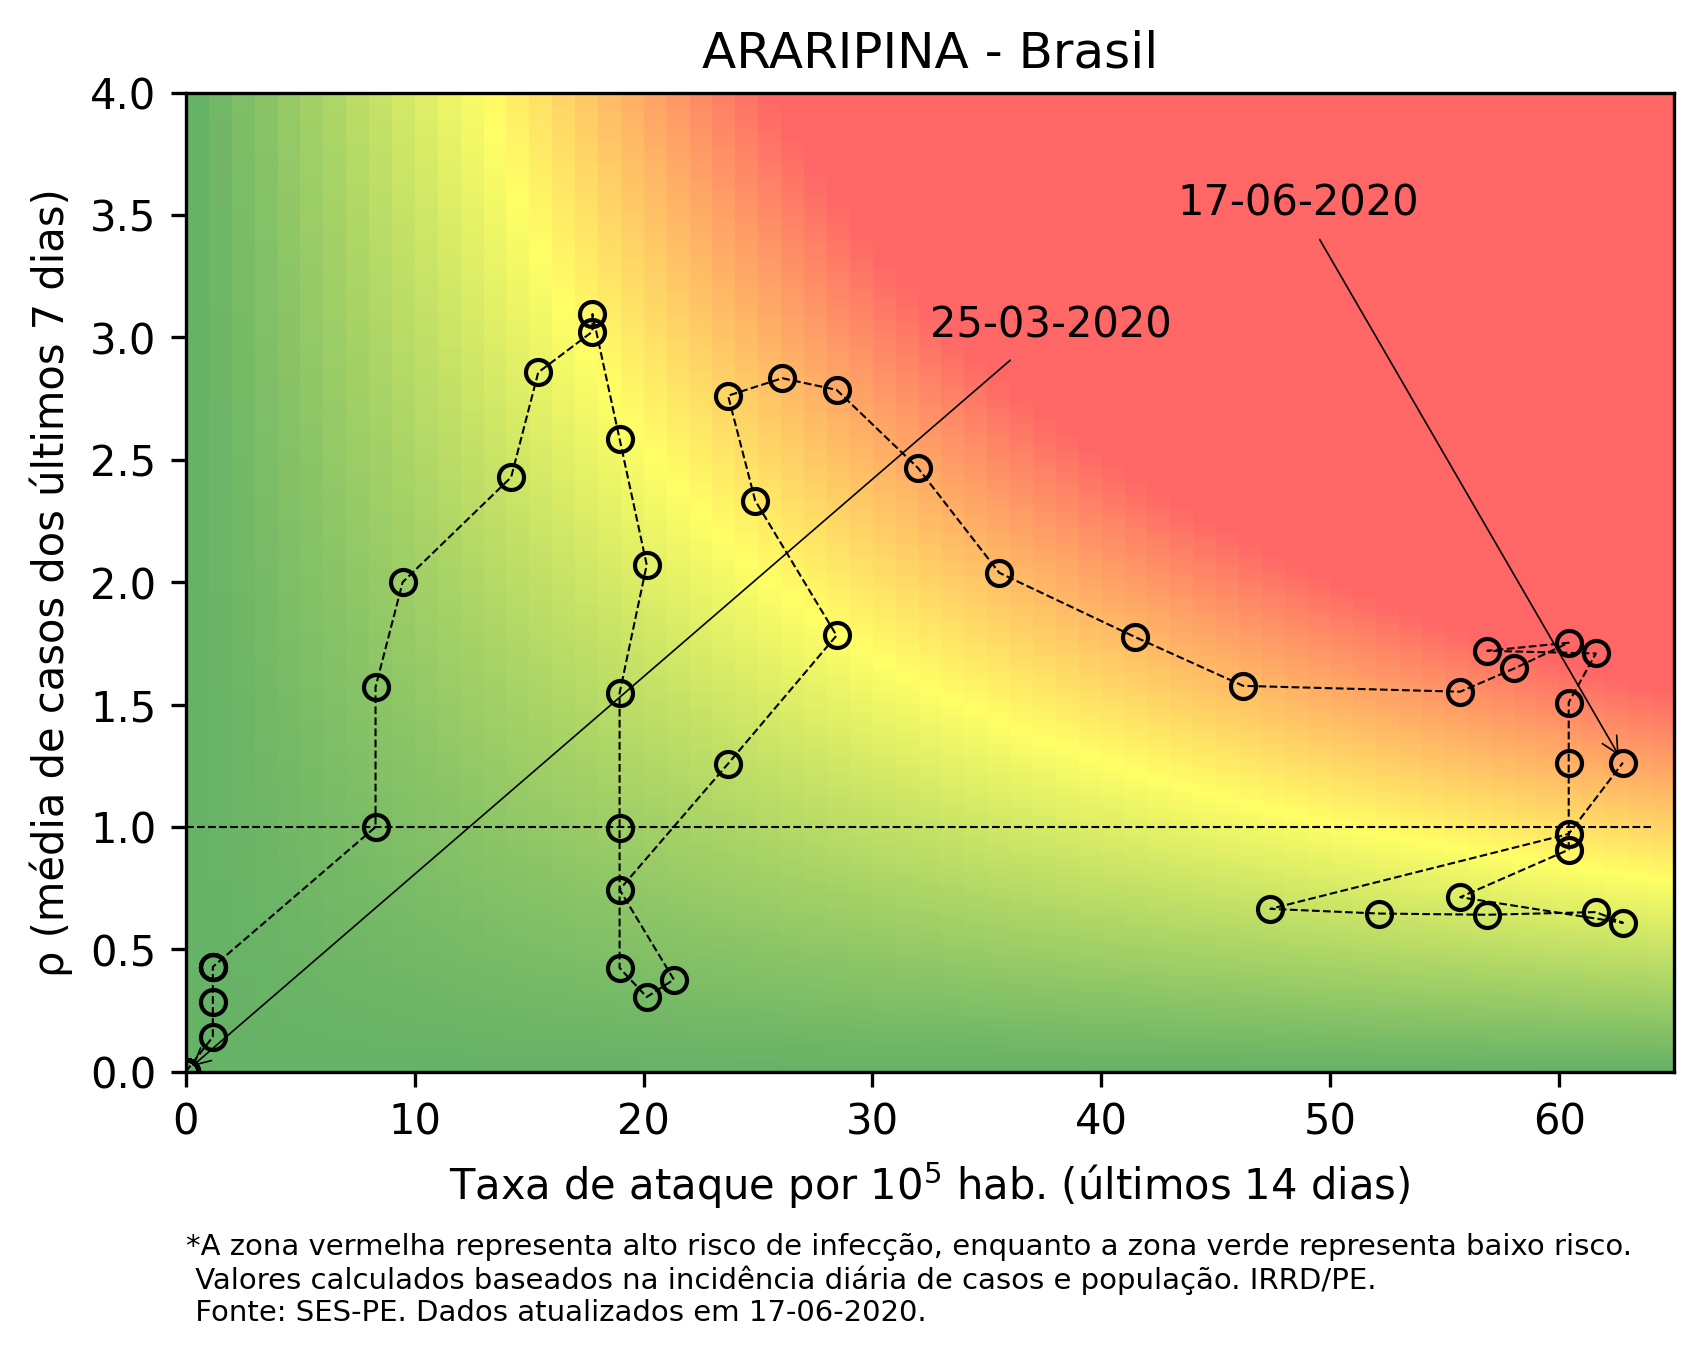 ARARIPINA - Brasil
4.0
3.5
3.0
2.5
2.0
1.5
1.0
0.5
0.0
ρ (média de casos dos últimos 7 dias)
17-06-2020
25-03-2020
0 10 20 30 40 50 60
Taxa de ataque por 10⁵ hab. (últimos 14 dias)
*A zona vermelha representa alto risco de infecção, enquanto a zona verde representa baixo risco.
Valores calculados baseados na incidência diária de casos e população. IRRD/PE.
Fonte: SES-PE. Dados atualizados em 17-06-2020.